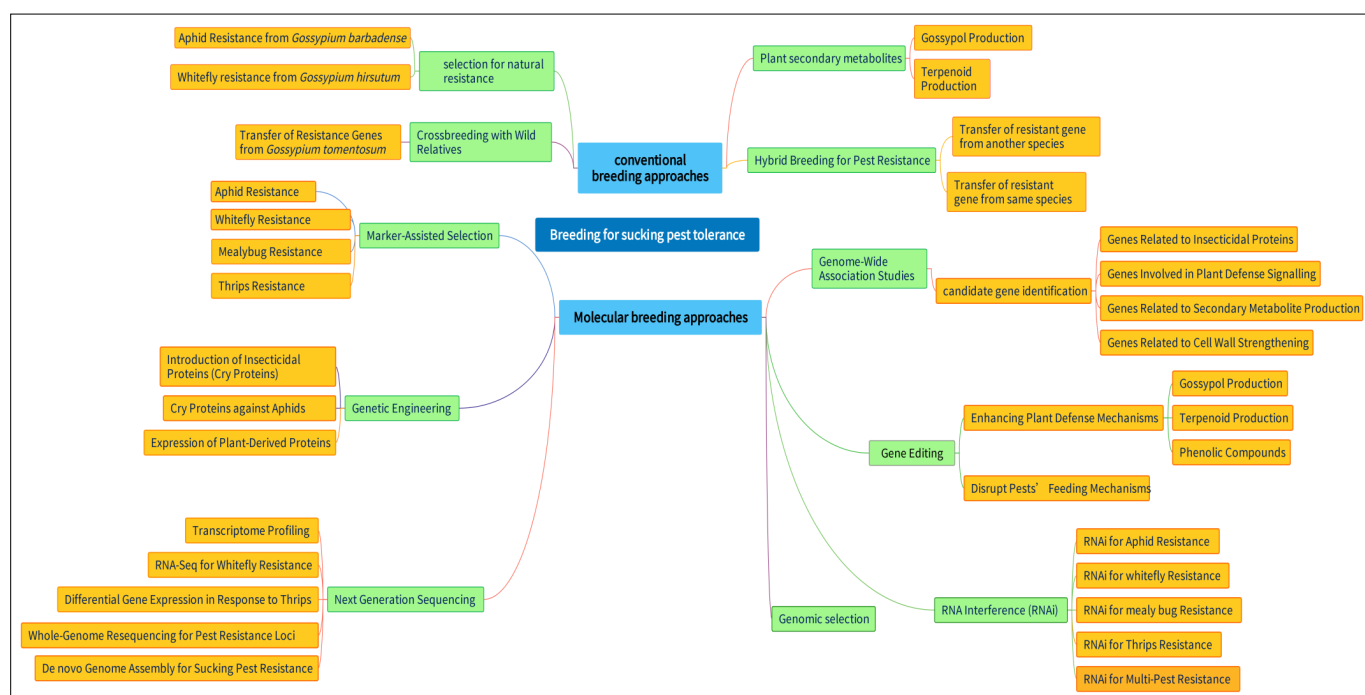 Aphid Resistance from Gossypium barbadense
Whitefly resistance from Gossypium hirsutum
selection for natural
resistance
Transfer of Resistance Genes
from Gossypium tomentosum
Crossbreeding with Wild
Relatives
conventional
breeding approaches
Plant secondary metabolites
Gossypol Production
Terpenoid
Production
Hybrid Breeding for Pest Resistance
Transfer of resistant gene
from another species
Transfer of resistant
gene from same species
Breeding for sucking pest tolerance
Molecular breeding approaches
Aphid Resistance
Whitefly Resistance
Mealybug Resistance
Thrips Resistance
Marker-Assisted Selection
Introduction of Insecticidal
Proteins (Cry Proteins)
Cry Proteins against Aphids
Expression of Plant-Derived Proteins
Genetic Engineering
Transcriptome Profiling
RNA-Seq for Whitefly Resistance
Differential Gene Expression in Response to Thrips
Whole-Genome Resequencing for Pest Resistance Loci
De novo Genome Assembly for Sucking Pest Resistance
Next Generation Sequencing
Genome-Wide
Association Studies
candidate gene identification
Genes Related to Insecticidal Proteins
Genes Involved in Plant Defense Signalling
Genes Related to Secondary Metabolite Production
Genes Related to Cell Wall Strengthening
Gene Editing
Enhancing Plant Defense Mechanisms
Gossypol Production
Terpenoid Production
Phenolic Compounds
Disrupt Pests’ Feeding Mechanisms
RNA Interference (RNAi)
RNAi for Aphid Resistance
RNAi for whitefly Resistance
RNAi for mealy bug Resistance
RNAi for Thrips Resistance
RNAi for Multi-Pest Resistance
Genomic selection